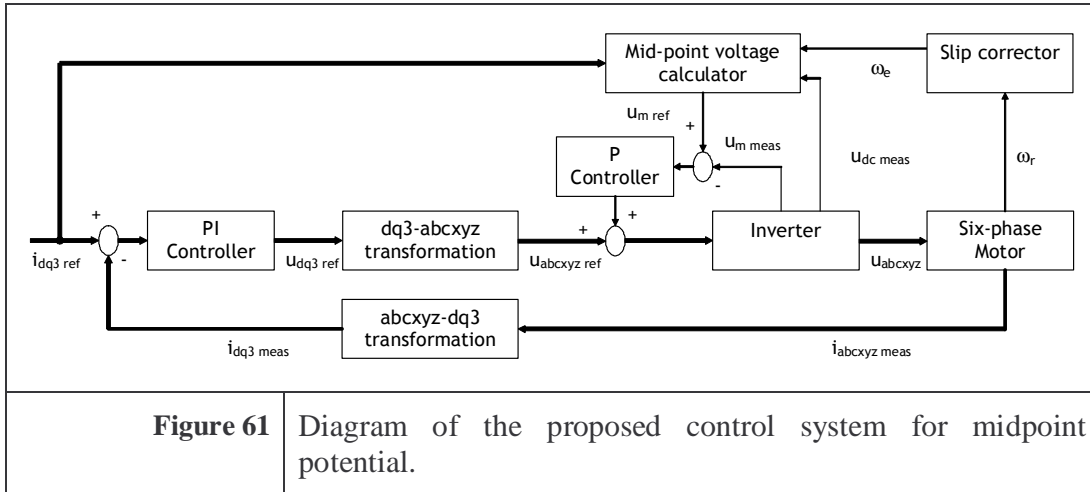 Mid-point voltage
calculator
Slip corrector
ωe
um ref
+
um meas
-
udc meas
ωr
P
Controller
+
+
-
idq3 ref
PI
Controller
udq3 ref
dq3-abcxyz
transformation
+
uabcxyz ref
Inverter
uabcxyz
Six-phase
Motor
abcxyz-dq3
transformation
idq3 meas
iabcxyz meas
Figure 61
Diagram of the proposed control system for midpoint
potential.